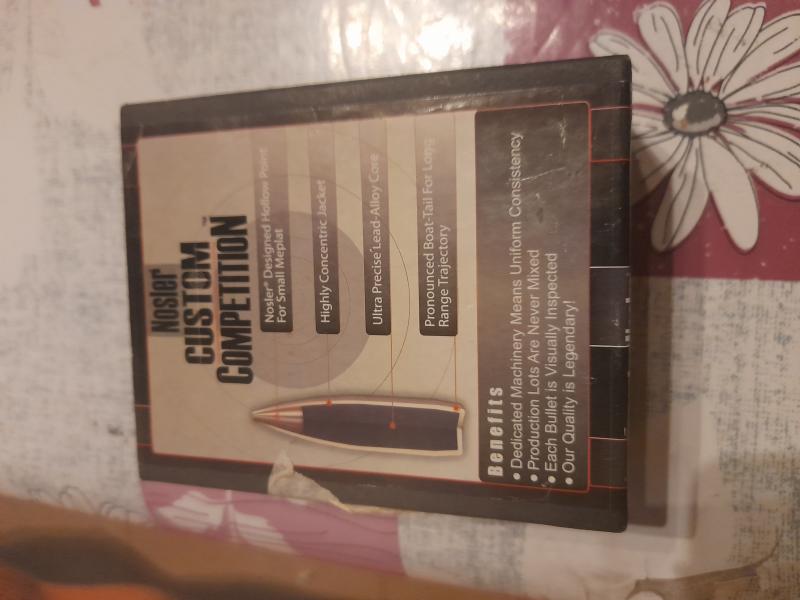 Nosler
CUSTOM
COMPETITION™
Nosler® Designed Hollow Point
For Small Meplat
Highly Concentric Jacket
Ultra Precise Lead-Alloy Core
Pronounced Boat-Tail For Long
Range Trajectory
Benefits
• Dedicated Machinery Means Uniform Consistency
• Production Lots Are Never Mixed
• Each Bullet is Visually Inspected
• Our Quality is Legendary!